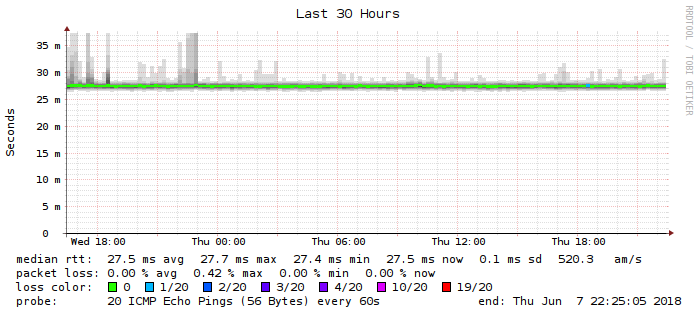 Last 30 Hours
RRDTOOL / TOBI OETIKER
Seconds
35 m
30 m
25 m
20 m
15 m
10 m
5 m
0
Wed 18:00 Thu 00:00 Thu 06:00 Thu 12:00 Thu 18:00
median rtt: 27.5 ms avg 27.7 ms max 27.4 ms min 27.5 ms now 0.1 ms sd 520.3 am/s
packet loss: 0.00 % avg 0.42 % max 0.00 % min 0.00 % now
loss color: 0 1/20 2/20 3/20 4/20 10/20 19/20
probe: 20 ICMP Echo Pings (56 Bytes) every 60s end: Thu Jun 7 22:25:05 2018